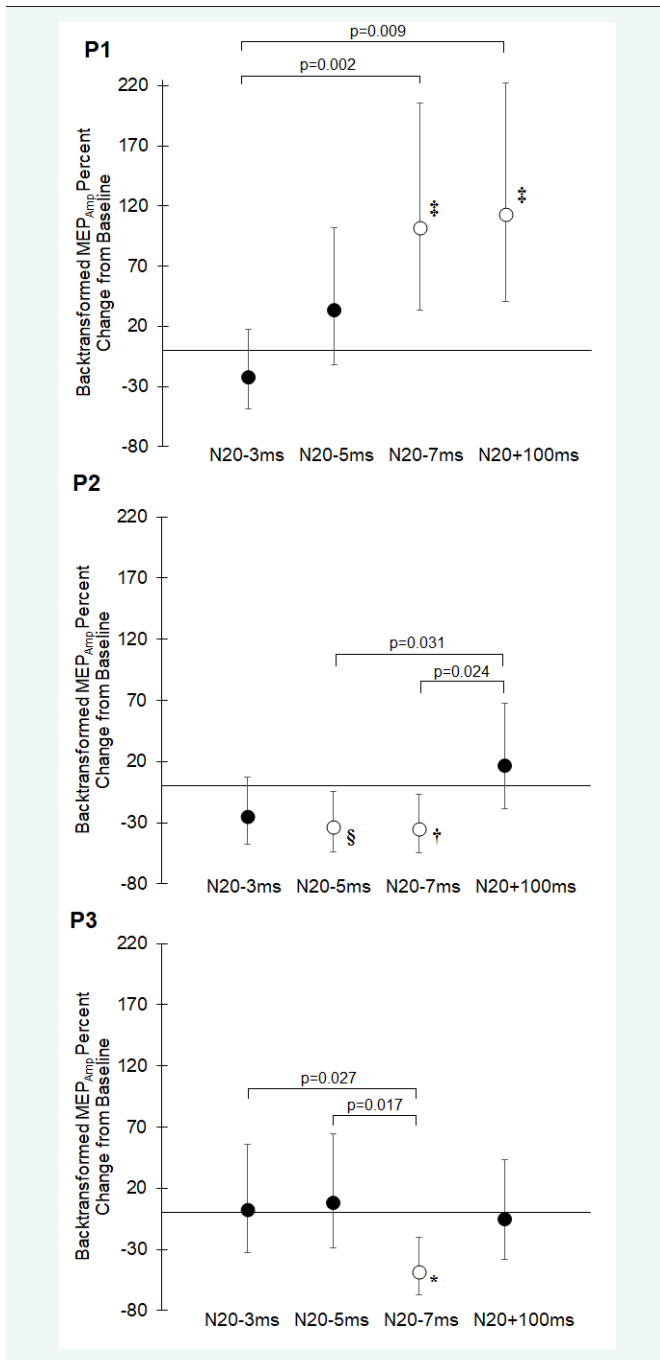 P1
p=0.009
p=0.002
Backtransformed MEPAmp Percent
Change from Baseline
220
170
120
70
20
-30
-80
‡
‡
N20-3ms N20-5ms N20-7ms N20+100ms
P2
Backtransformed MEPAmp Percent
Change from Baseline
220
170
120
70
20
-30
-80
p=0.031
p=0.024
§
†
N20-3ms N20-5ms N20-7ms N20+100ms
P3
Backtransformed MEPAmp Percent
Change from Baseline
220
170
120
70
20
-30
-80
p=0.027
p=0.017
*
N20-3ms N20-5ms N20-7ms N20+100ms